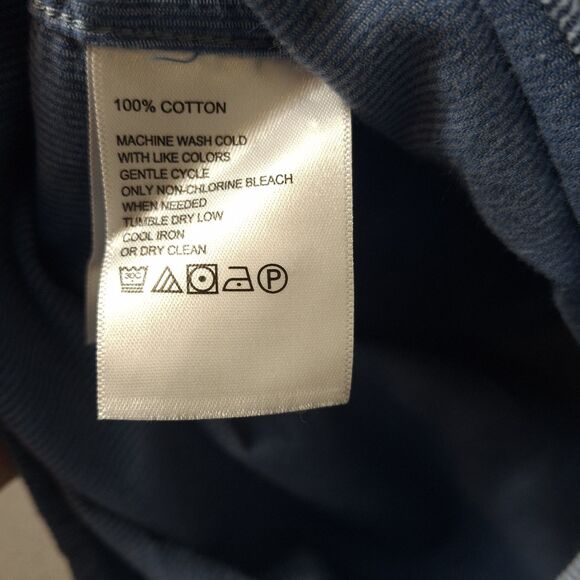 100% COTTON
MACHINE WASH COLD
WITH LIKE COLORS
GENTLE CYCLE
ONLY NON-CHLORINE BLEACH
WHEN NEEDED
TUMBLE DRY LOW
COOL IRON
OR DRY CLEAN
30C P